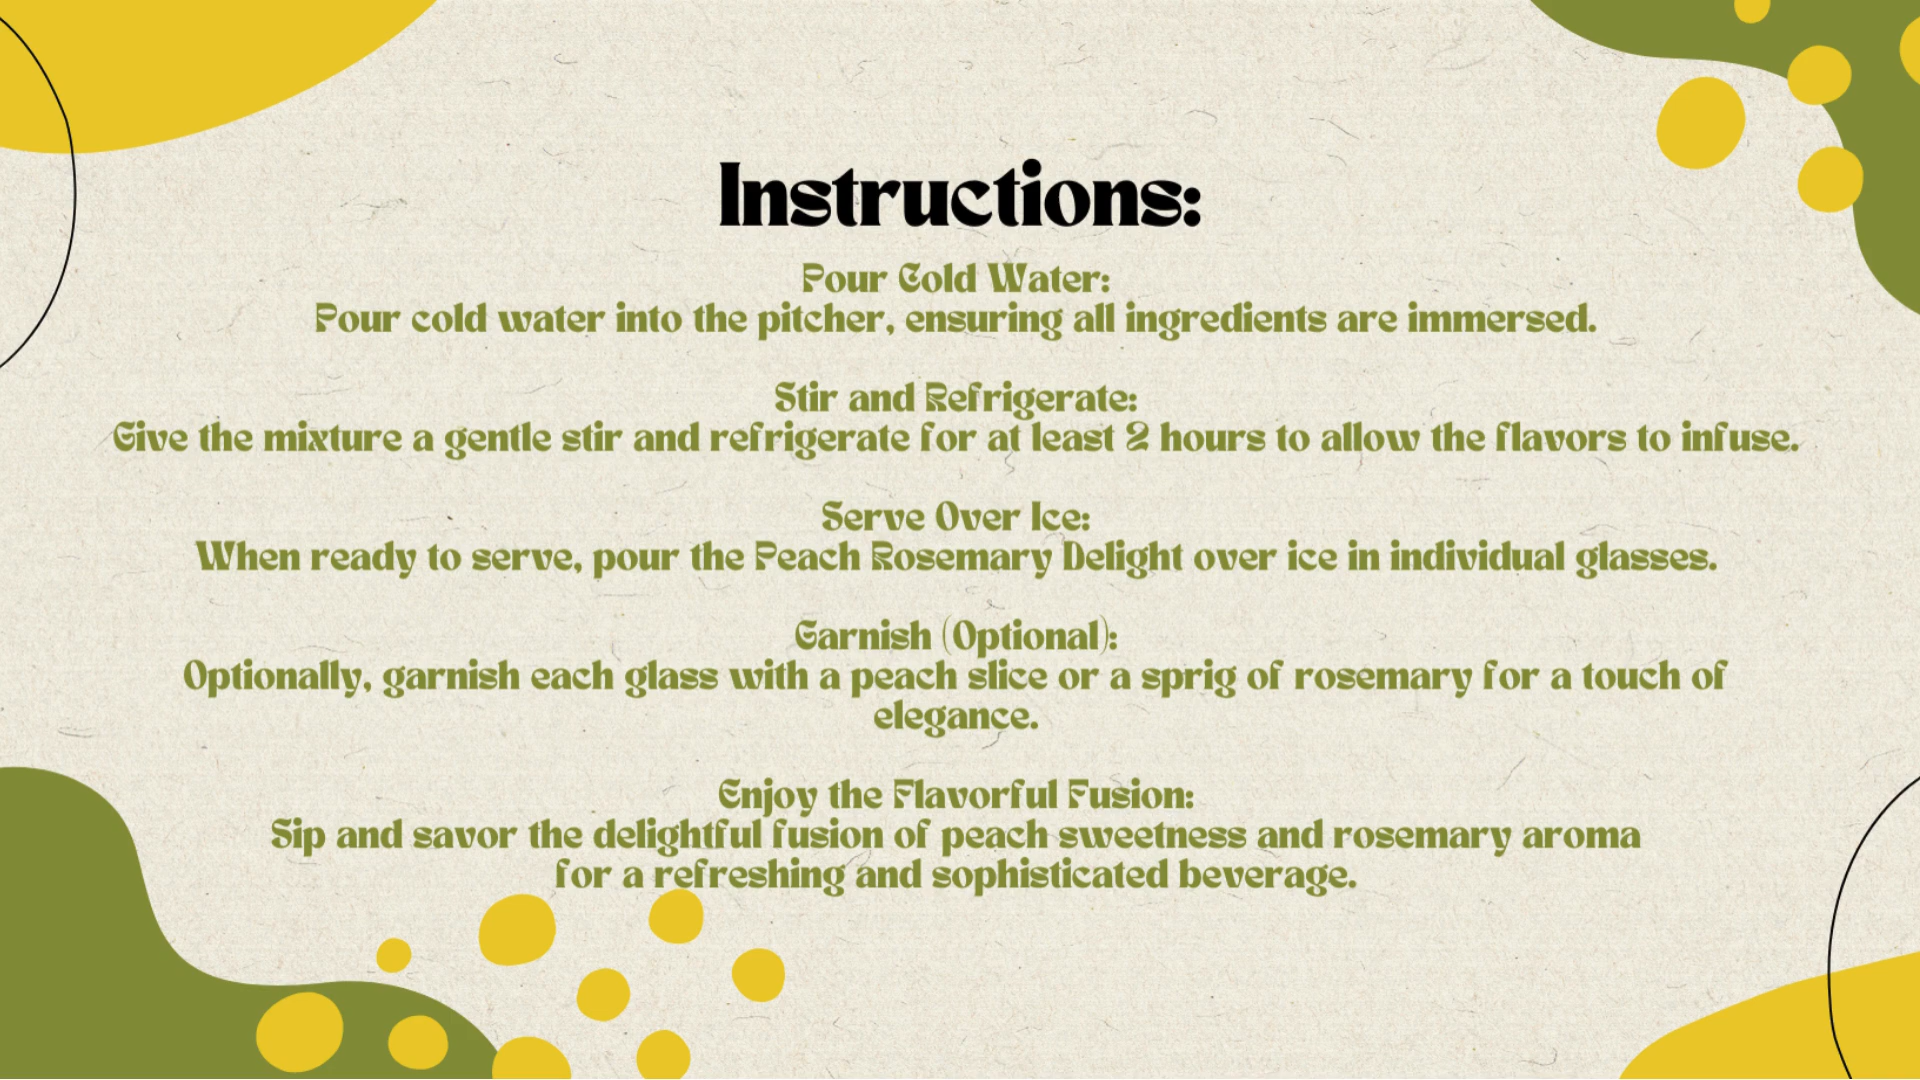 Instructions:
Pour Cold Water:
Pour cold water into the pitcher, ensuring all ingredients are immersed.
Stir and Refrigerate:
Give the mixture a gentle stir and refrigerate for at least 2 hours to allow the flavors to infuse.
Serve Over Ice:
When ready to serve, pour the Peach Rosemary Delight over ice in individual glasses.
Garnish (Optional):
Optionally, garnish each glass with a peach slice or a sprig of rosemary for a touch of
elegance.
Enjoy the Flavorful Fusion:
Sip and savor the delightful fusion of peach sweetness and rosemary aroma
for a refreshing and sophisticated beverage.